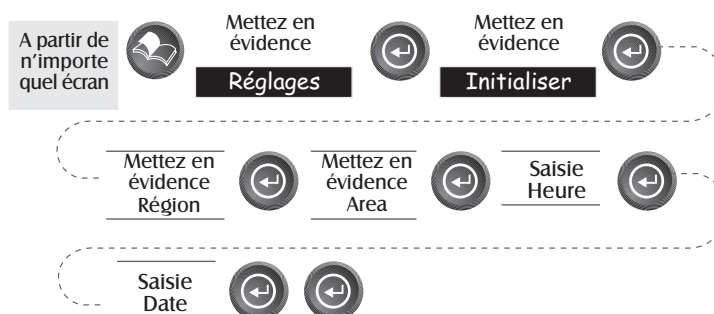 A partir de
n'importe
quel écran
Mettez en
évidence
Réglages
Mettez en
évidence
Initialiser
Mettez en
évidence
Région
Mettez en
évidence
Area
Saisie
Heure
Saisie
Date